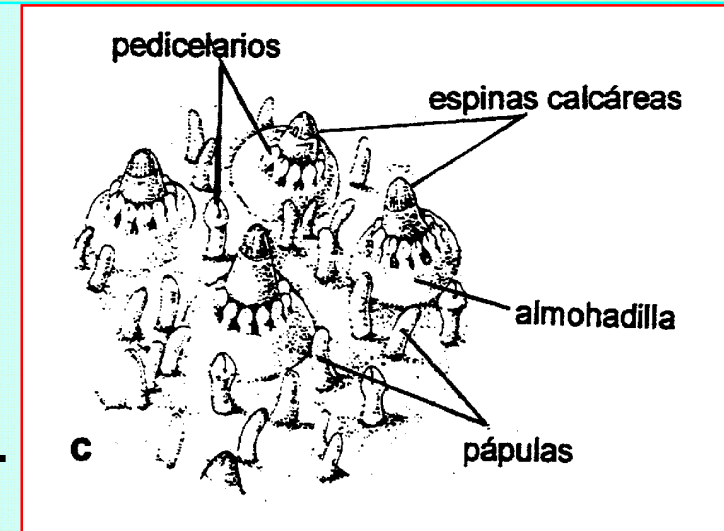 pedicelarios
espinas calcáreas
almohadilla
pápulas
c